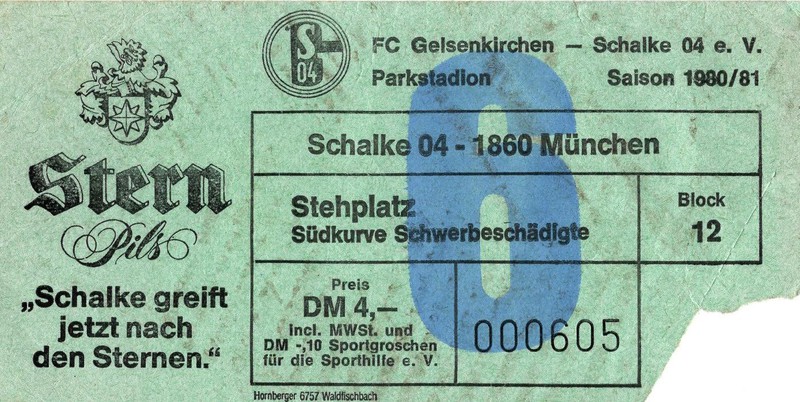 S
04
FC Gelsenkirchen – Schalke 04 e. V.
Parkstadion Saison 1980/81
6
Schalke 04 - 1860 München
Stehplatz
Südkurve Schwerbeschädigte
Block
12
Stern
Pils
„Schalke greift
jetzt nach
den Sternen.“
Preis
DM 4,–
incl. MWSt. und
DM -,10 Sportgroschen
für die Sporthilfe e. V.
000605
Hornberger 6757 Waldfischbach